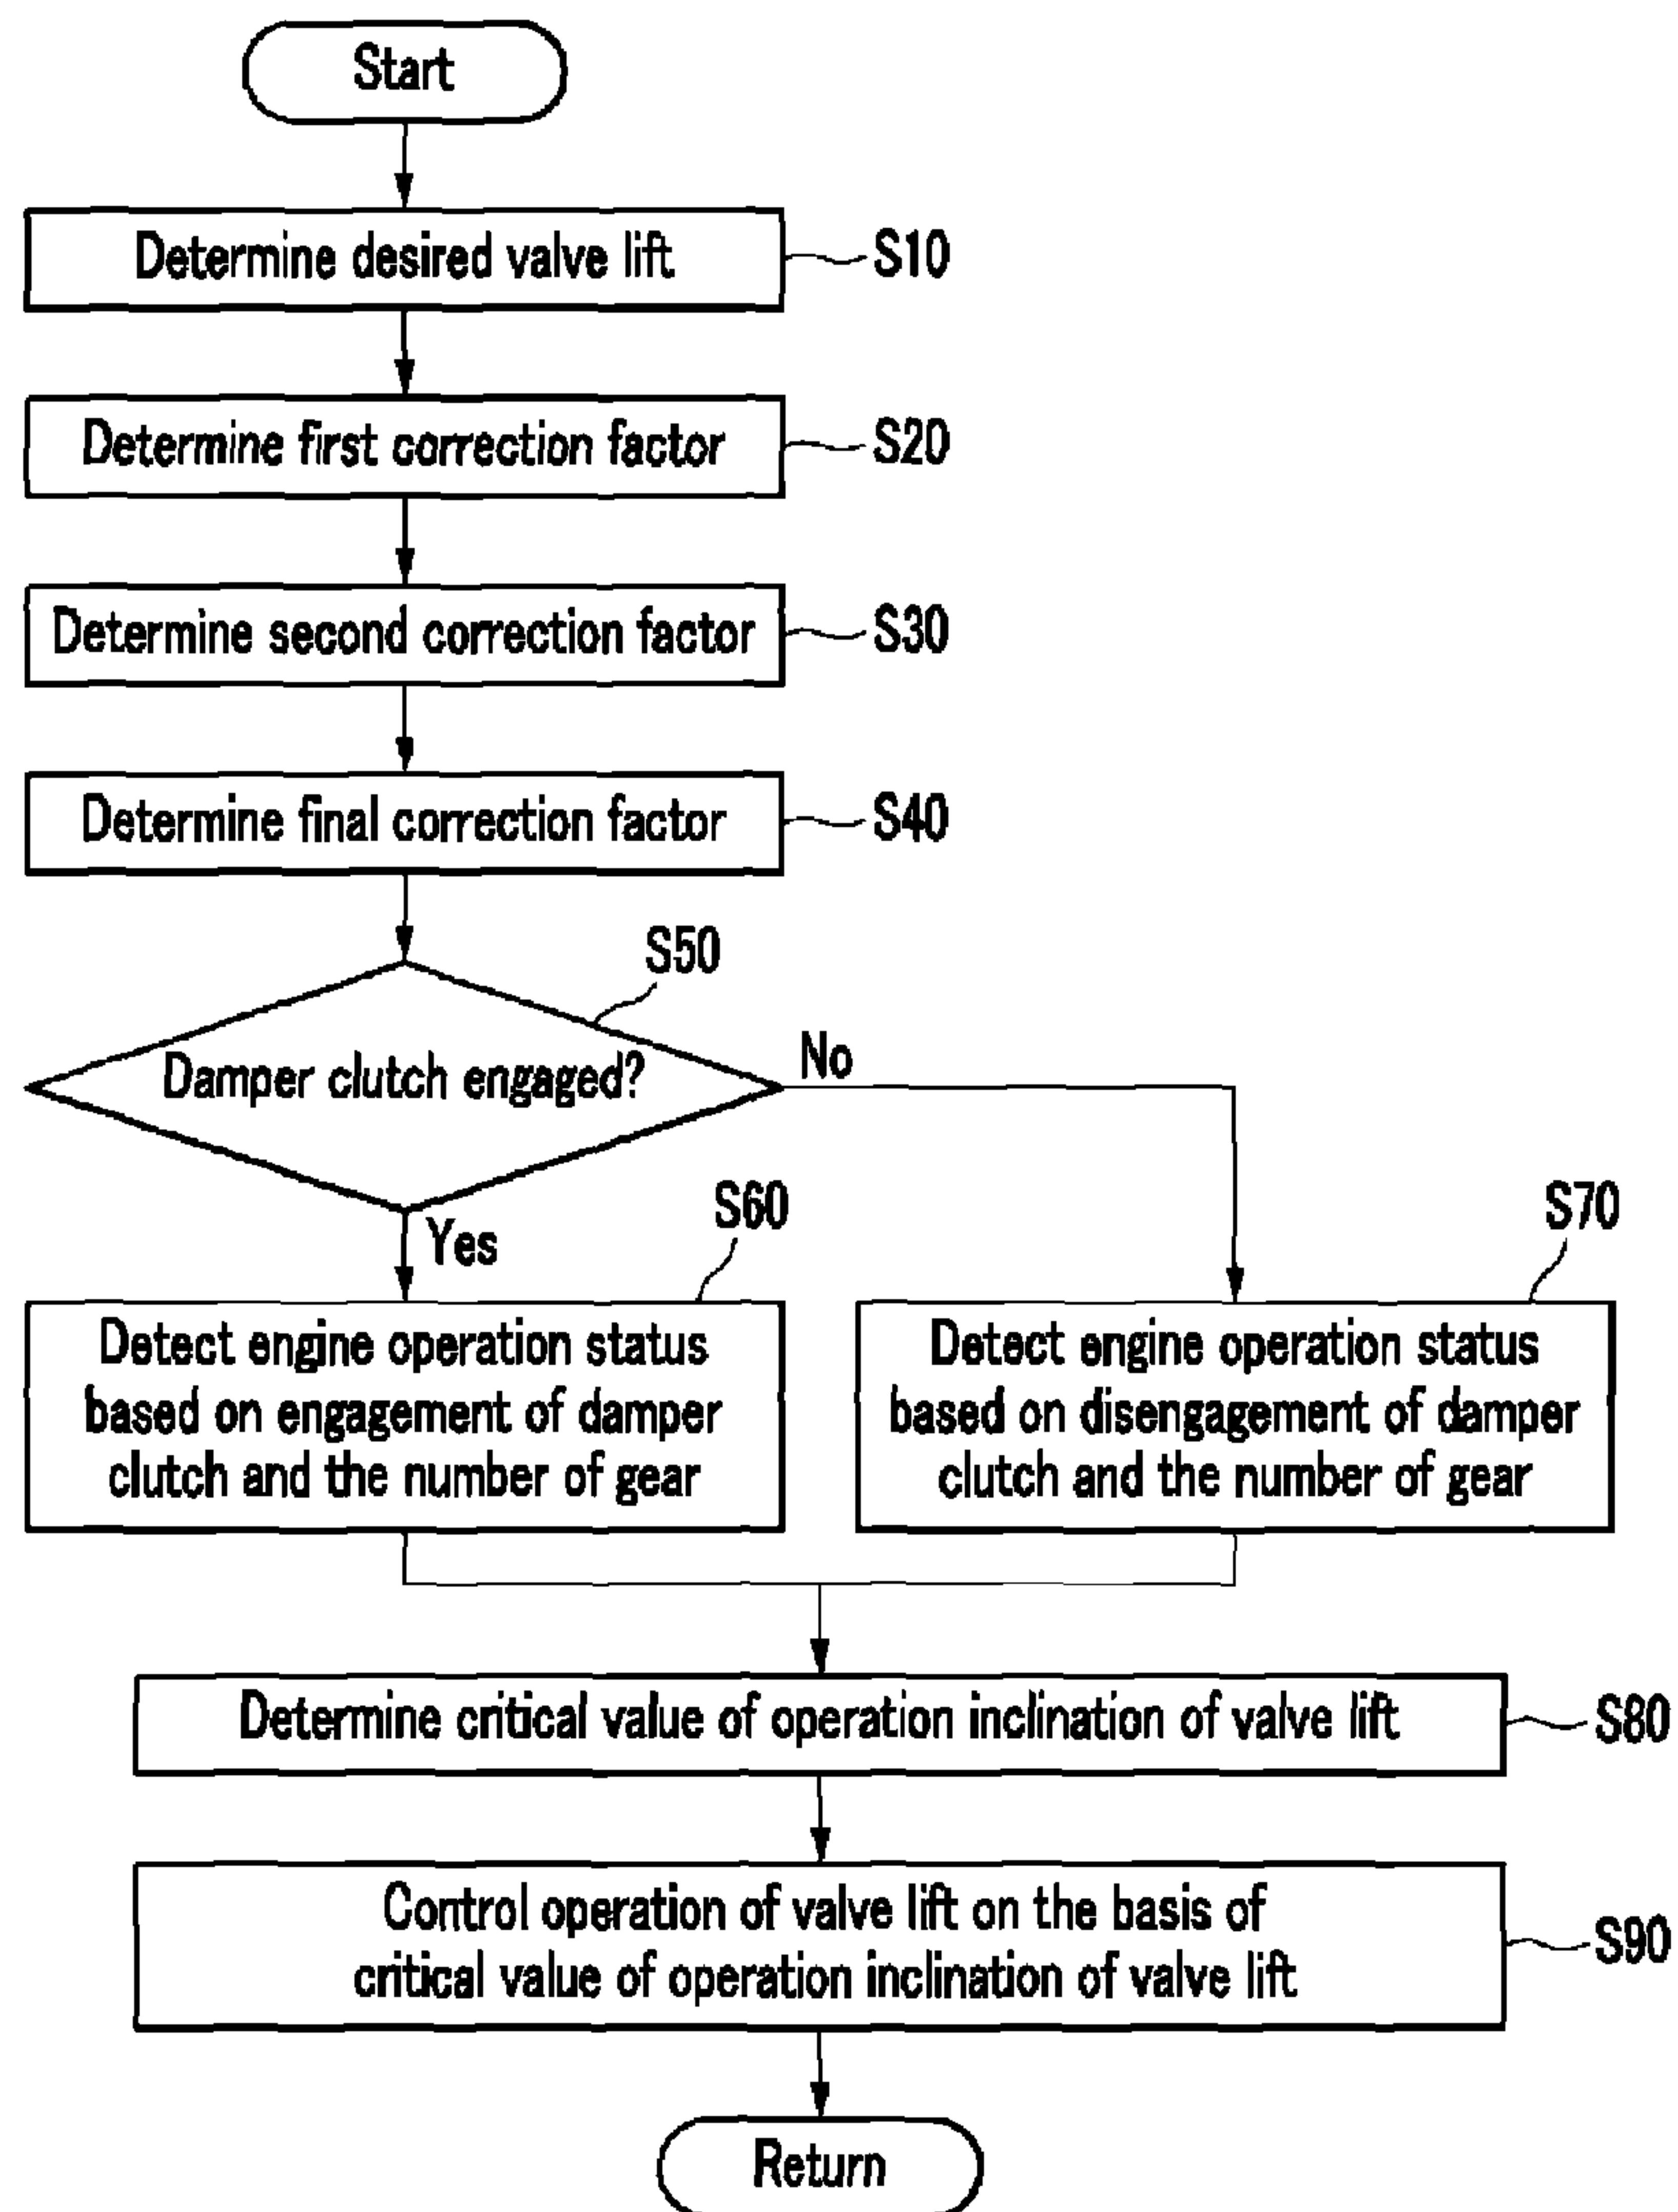 Start
Determine desired valve lift
S10
Determine first correction factor
S20
Determine second correction factor
S30
Determine final correction factor
S40
S50
Damper clutch engaged?
No
Yes
S60
Detect engine operation status
based on engagement of damper
clutch and the number of gear
S70
Detect engine operation status
based on disengagement of damper
clutch and the number of gear
Determine critical value of operation inclination of valve lift
S80
Control operation of valve lift on the basis of
critical value of operation inclination of valve lift
S90
Return